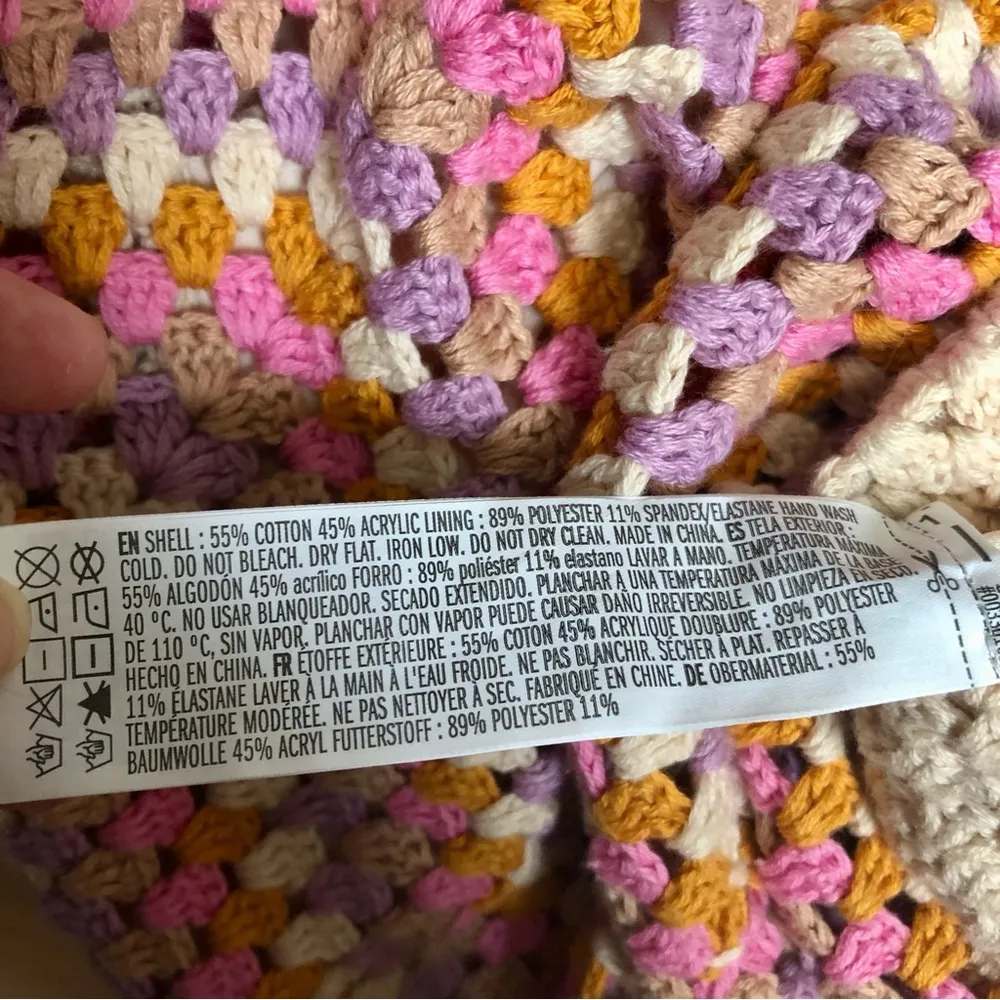 EN SHELL : 55% COTTON 45% ACRYLIC LINING : 89% POLYESTER 11% SPANDEX/ELASTANE HAND WASH
COLD. DO NOT BLEACH. DRY FLAT. IRON LOW. DO NOT DRY CLEAN. MADE IN CHINA. ES TELA EXTERIOR :
55% ALGODÓN 45% acrílico FORRO : 89% poliéster 11% elastano LAVAR A MANO. TEMPERATURA MÁXIMA
40 °C. NO USAR BLANQUEADOR. SECADO EXTENDIDO. PLANCHAR A UNA TEMPERATURA MÁXIMA DE LA BASE
DE 110 °C, SIN VAPOR. PLANCHAR CON VAPOR PUEDE CAUSAR DAÑO IRREVERSIBLE. NO LIMPIEZA EN SECO
HECHO EN CHINA. FR ÉTOFFE EXTÉRIEURE : 55% COTON 45% ACRYLIQUE DOUBLURE : 89% POLYESTER
11% ÉLASTANE LAVER À LA MAIN À L'EAU FROIDE. NE PAS BLANCHIR. SÉCHER À PLAT. REPASSER À
TEMPÉRATURE MODÉRÉE. NE PAS NETTOYER À SEC. FABRIQUÉ EN CHINE. DE OBERMATERIAL : 55%
BAUMWOLLE 45% ACRYL FUTTERSTOFF : 89% POLYESTER 11%